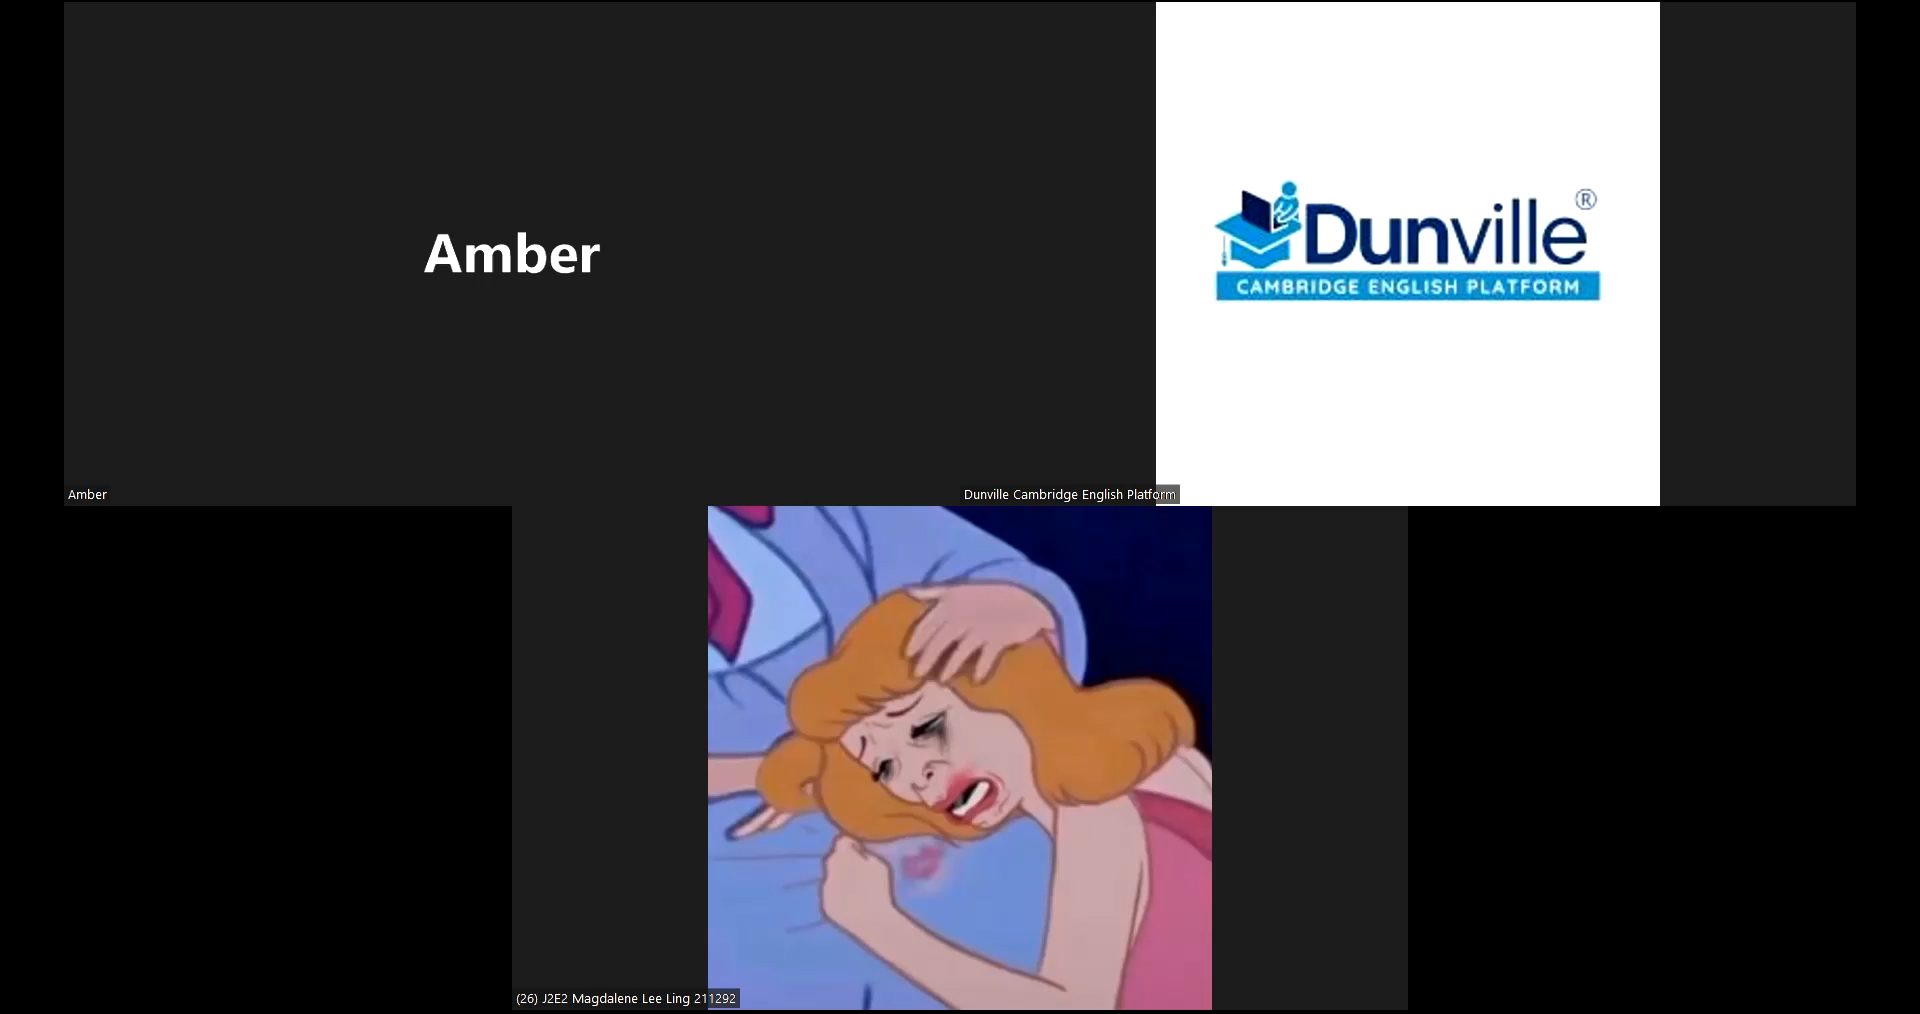 Amber
Dunville®
CAMBRIDGE ENGLISH PLATFORM
Amber
Dunville Cambridge English Platform
(26) J2E2 Magdalene Lee Ling 211292